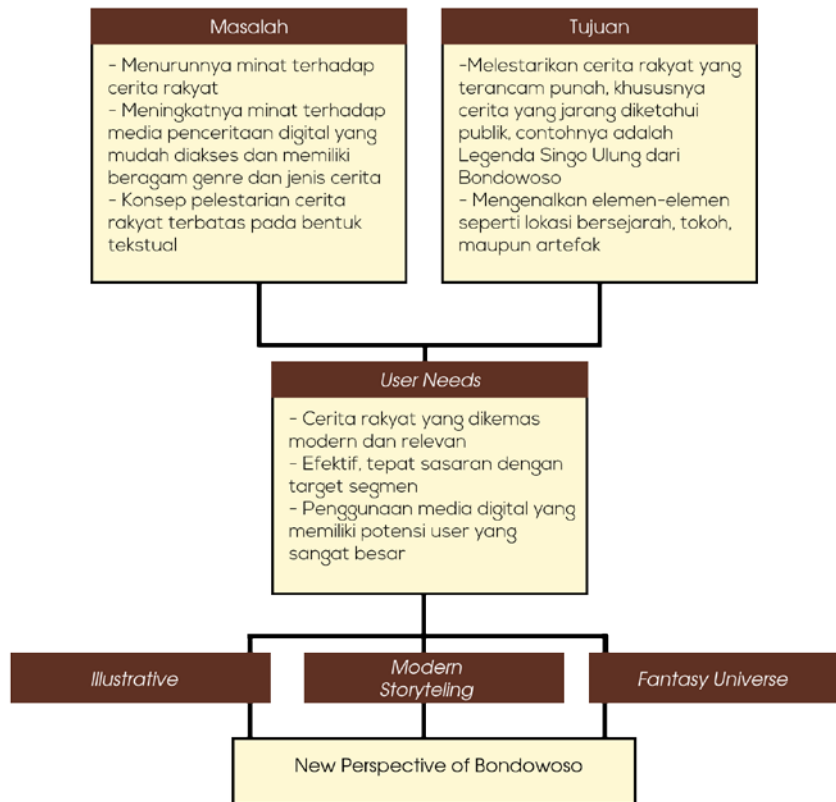 Masalah
- Menurunnya minat terhadap
cerita rakyat
- Meningkatnya minat terhadap
media penceritaan digital yang
mudah diakses dan memiliki
beragam genre dan jenis cerita
- Konsep pelestarian cerita
rakyat terbatas pada bentuk
tekstual
Tujuan
-Melestarikan cerita rakyat yang
terancam punah, khususnya
cerita yang jarang diketahui
publik, contohnya adalah
Legenda Singo Ulung dari
Bondowoso
- Mengenalkan elemen-elemen
seperti lokasi bersejarah, tokoh,
maupun artefak
User Needs
- Cerita rakyat yang dikemas
modern dan relevan
- Efektif, tepat sasaran dengan
target segmen
- Penggunaan media digital yang
memiliki potensi user yang
sangat besar
Illustrative
Modern
Storyteling
Fantasy Universe
New Perspective of Bondowoso